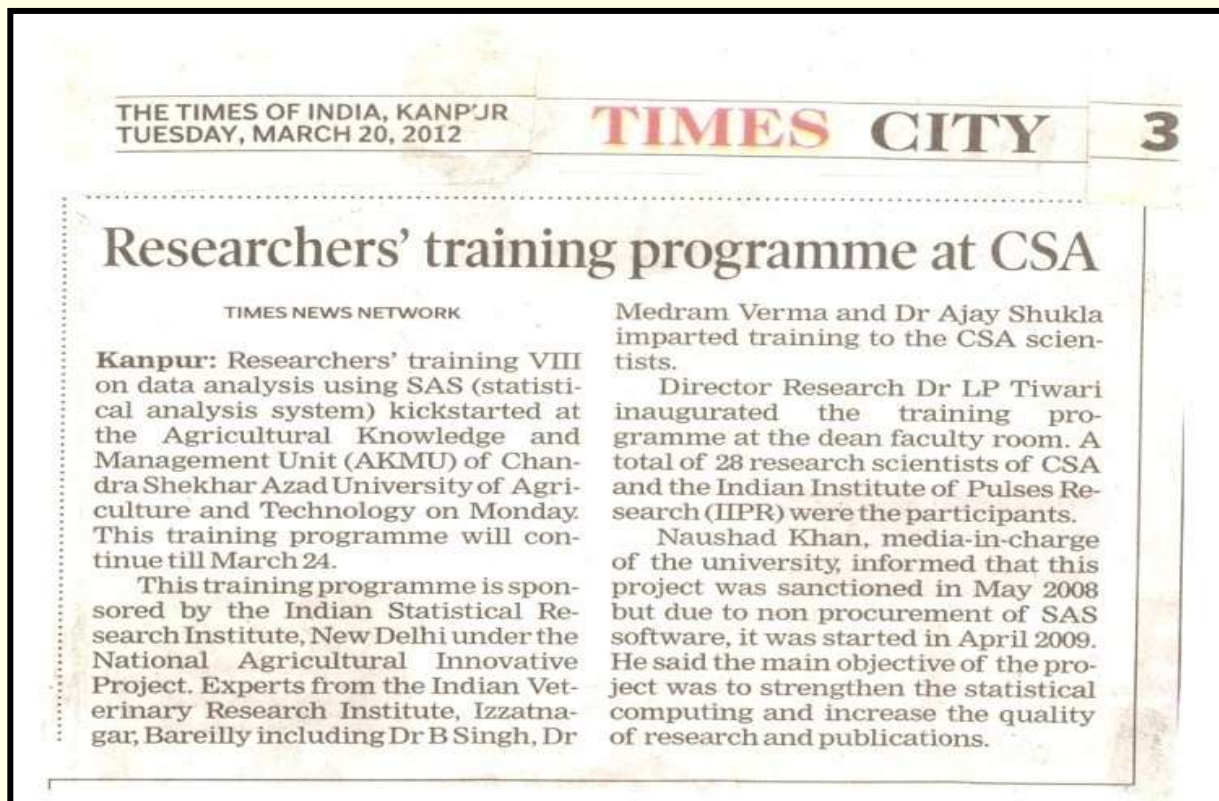 THE TIMES OF INDIA, KANPUR
TUESDAY, MARCH 20, 2012
TIMES CITY
3
Researchers' training programme at CSA
TIMES NEWS NETWORK
Kanpur: Researchers' training VIII
on data analysis using SAS (statisti-
cal analysis system) kickstarted at
the Agricultural Knowledge and
Management Unit (AKMU) of Chan-
dra Shekhar Azad University of Agri-
culture and Technology on Monday.
This training programme will con-
tinue till March 24.
This training programme is spon-
sored by the Indian Statistical Re-
search Institute, New Delhi under the
National Agricultural Innovative
Project. Experts from the Indian Vet-
erinary Research Institute, Izzatna-
gar, Bareilly including Dr B Singh, Dr
Medram Verma and Dr Ajay Shukla
imparted training to the CSA scien-
tists.
Director Research Dr LP Tiwari
inaugurated the training pro-
gramme at the dean faculty room. A
total of 28 research scientists of CSA
and the Indian Institute of Pulses Re-
search (IIPR) were the participants.
Naushad Khan, media-in-charge
of the university, informed that this
project was sanctioned in May 2008
but due to non procurement of SAS
software, it was started in April 2009.
He said the main objective of the pro-
ject was to strengthen the statistical
computing and increase the quality
of research and publications.